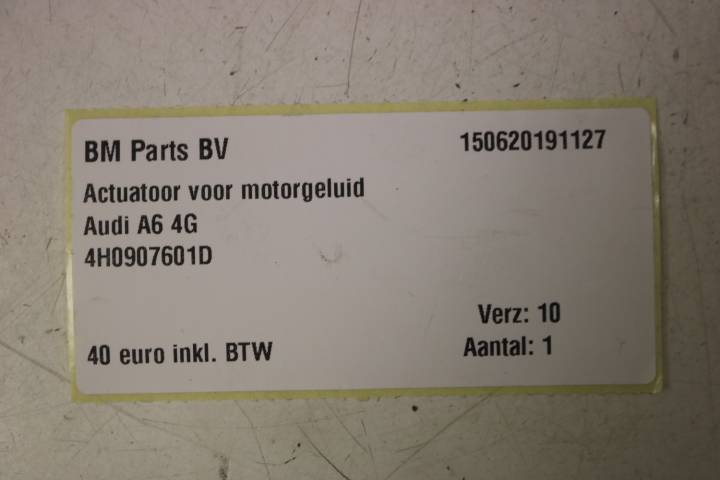 BM Parts BV 150620191127
Actuatoor voor motorgeluid
Audi A6 4G
4H0907601D
Verz: 10
40 euro inkl. BTW Aantal: 1